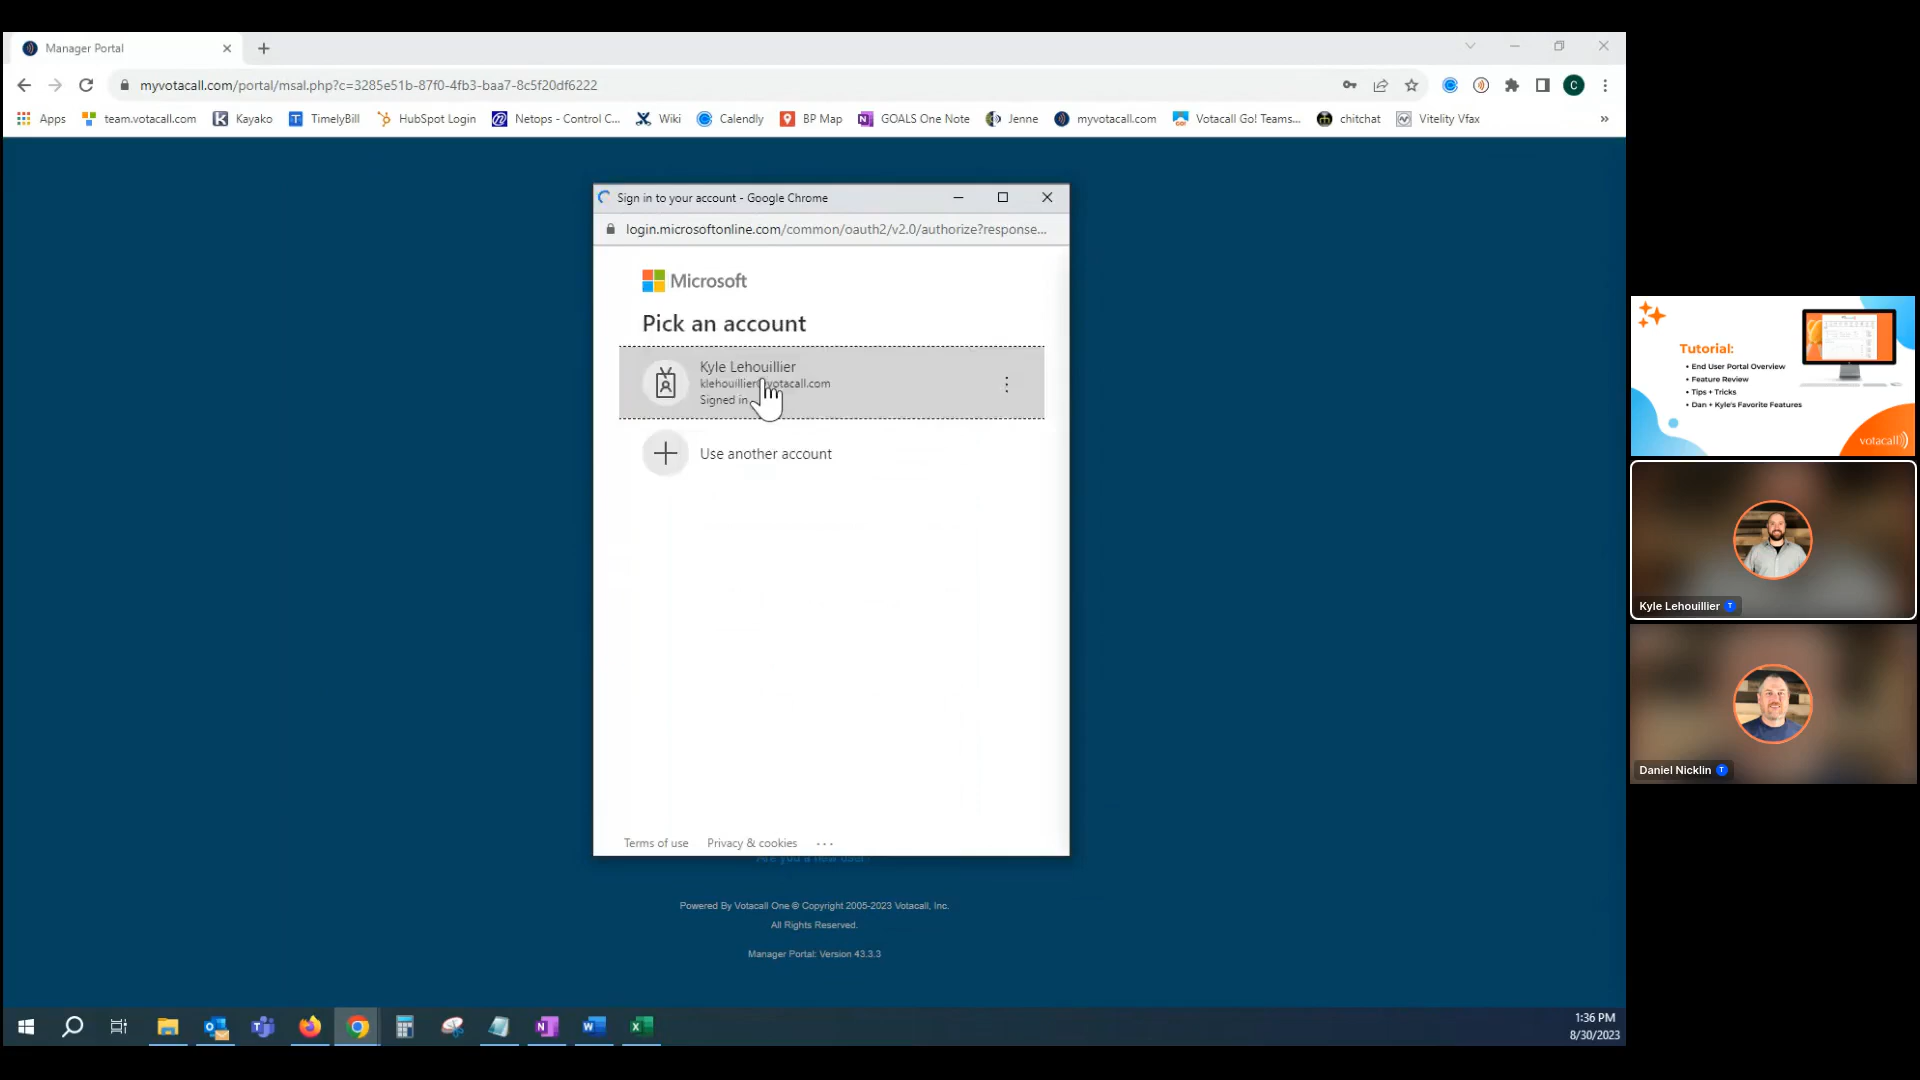 Manager Portal
myvotacall.com/portal/msal.php?c=3285e51b-87f0-4fb3-baa7-8c5f20df6222
C
Apps
team.votacall.com
Kayako
TimelyBill
HubSpot Login
Netops - Control C...
Wiki
Calendly
BP Map
GOALS One Note
Jenne
myvotacall.com
Votacall Go! Teams...
chitchat
Vitelity Vfax
»
Sign in to your account - Google Chrome
login.microsoftonline.com/common/oauth2/v2.0/authorize?response...
Microsoft
Pick an account
Kyle Lehouillier
klehouillier@votacall.com
Signed in
Use another account
Terms of use Privacy & cookies ...
Powered By Votacall One © Copyright 2005-2023 Votacall, Inc.
All Rights Reserved.
Manager Portal: Version 43.3.3
1:36 PM
8/30/2023
Tutorial:
• End User Portal Overview
• Feature Review
• Tips + Tricks
• Dan + Kyle's Favorite Features
votacall
Kyle Lehouillier T
Daniel Nicklin T